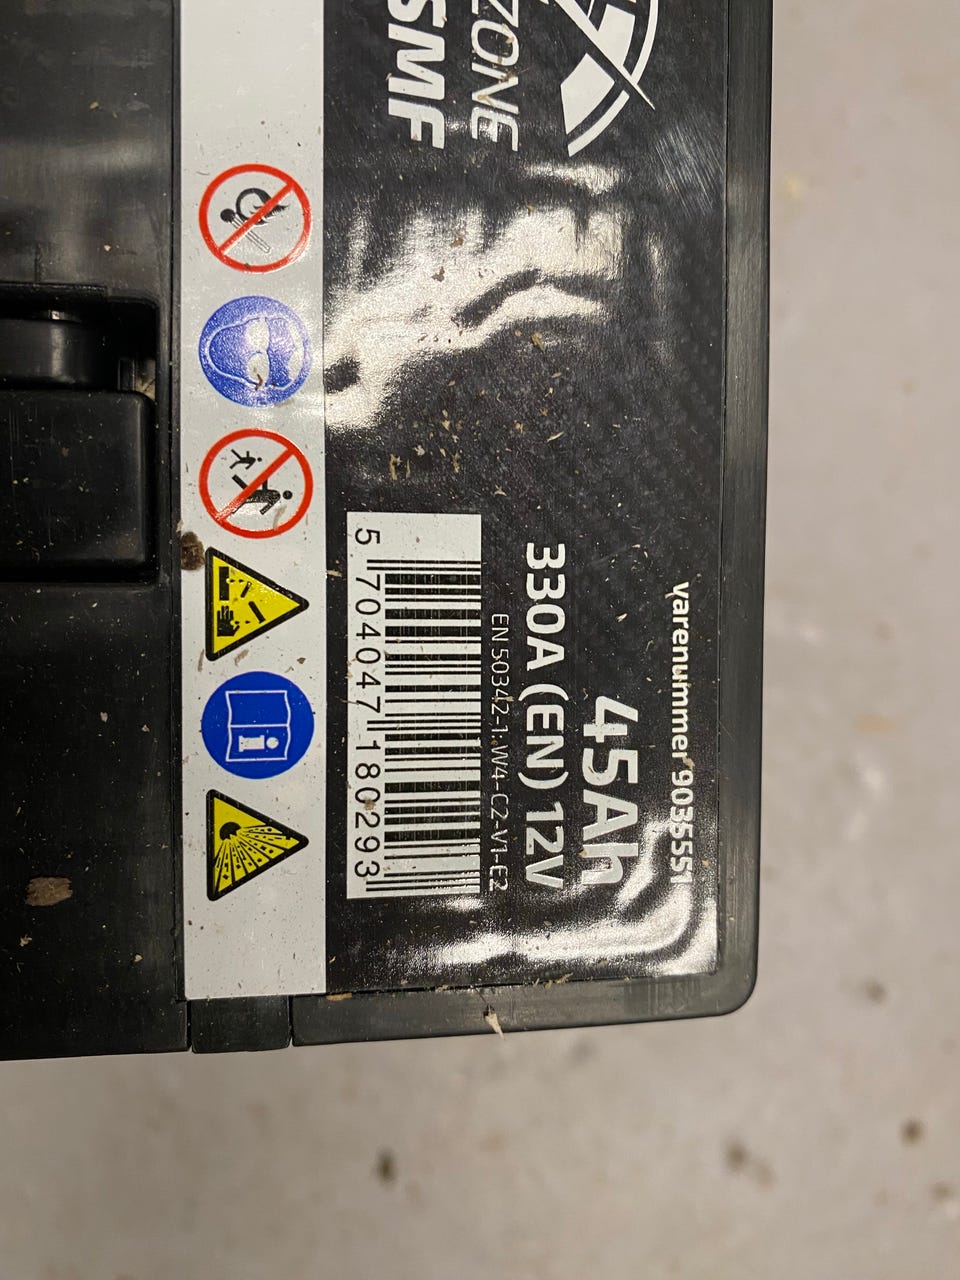 ZONE
SMF
varenummer 9035551
45Ah
330A (EN) 12V
EN 50342-1: W4-C2-V1-E2
5 704047 180293